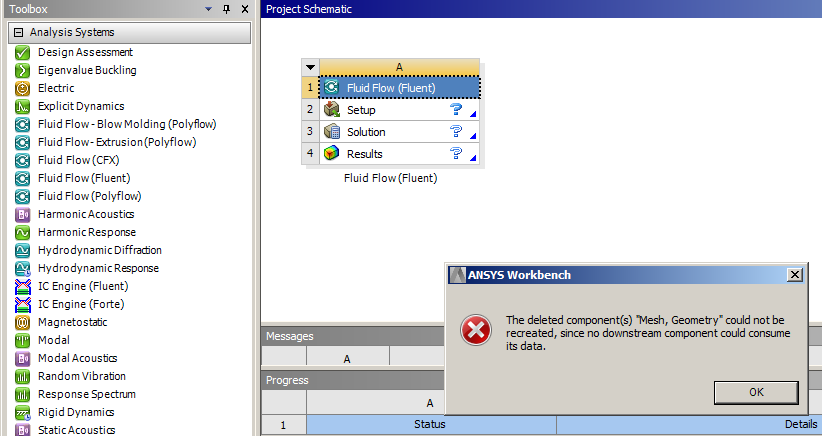 Toolbox
Analysis Systems
Design Assessment
Eigenvalue Buckling
Electric
Explicit Dynamics
Fluid Flow - Blow Molding (Polyflow)
Fluid Flow - Extrusion (Polyflow)
Fluid Flow (CFX)
Fluid Flow (Fluent)
Fluid Flow (Polyflow)
Harmonic Acoustics
Harmonic Response
Hydrodynamic Diffraction
Hydrodynamic Response
IC Engine (Fluent)
IC Engine (Forte)
Magnetostatic
Modal
Modal Acoustics
Random Vibration
Response Spectrum
Rigid Dynamics
Static Acoustics
Project Schematic
A
1 Fluid Flow (Fluent)
2 Setup ?
3 Solution ?
4 Results ?
Fluid Flow (Fluent)
ANSYS Workbench
The deleted component(s) "Mesh, Geometry" could not be
recreated, since no downstream component could consume
its data.
OK
Messages
A
Progress
A
1 Status Details